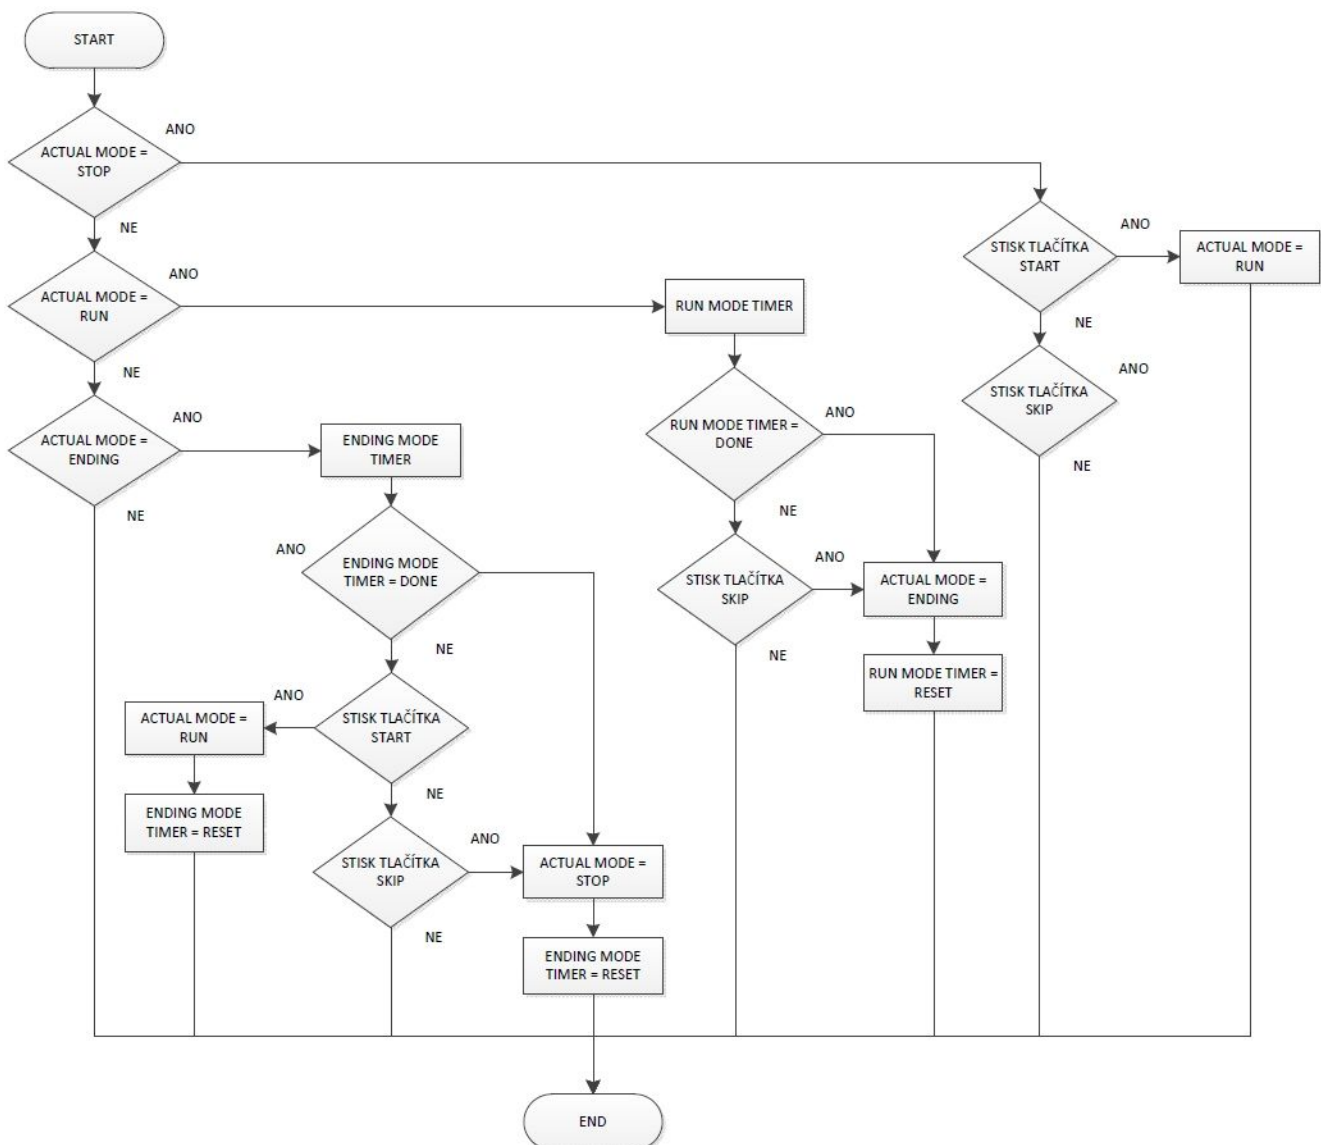 START
ANO
ACTUAL MODE =
STOP
NE
ANO
ACTUAL MODE =
RUN
NE
ANO
ACTUAL MODE =
ENDING
NE
ENDING MODE
TIMER
ANO
ENDING MODE
TIMER = DONE
NE
ANO
STISK TLAČÍTKA
START
ACTUAL MODE =
RUN
ENDING MODE
TIMER = RESET
NE
STISK TLAČÍTKA
SKIP
ANO
NE
ACTUAL MODE =
STOP
ENDING MODE
TIMER = RESET
RUN MODE TIMER
RUN MODE TIMER =
DONE
ANO
NE
STISK TLAČÍTKA
SKIP
ANO
NE
ACTUAL MODE =
ENDING
RUN MODE TIMER =
RESET
STISK TLAČÍTKA
START
ANO
ACTUAL MODE =
RUN
NE
STISK TLAČÍTKA
SKIP
ANO
NE
END